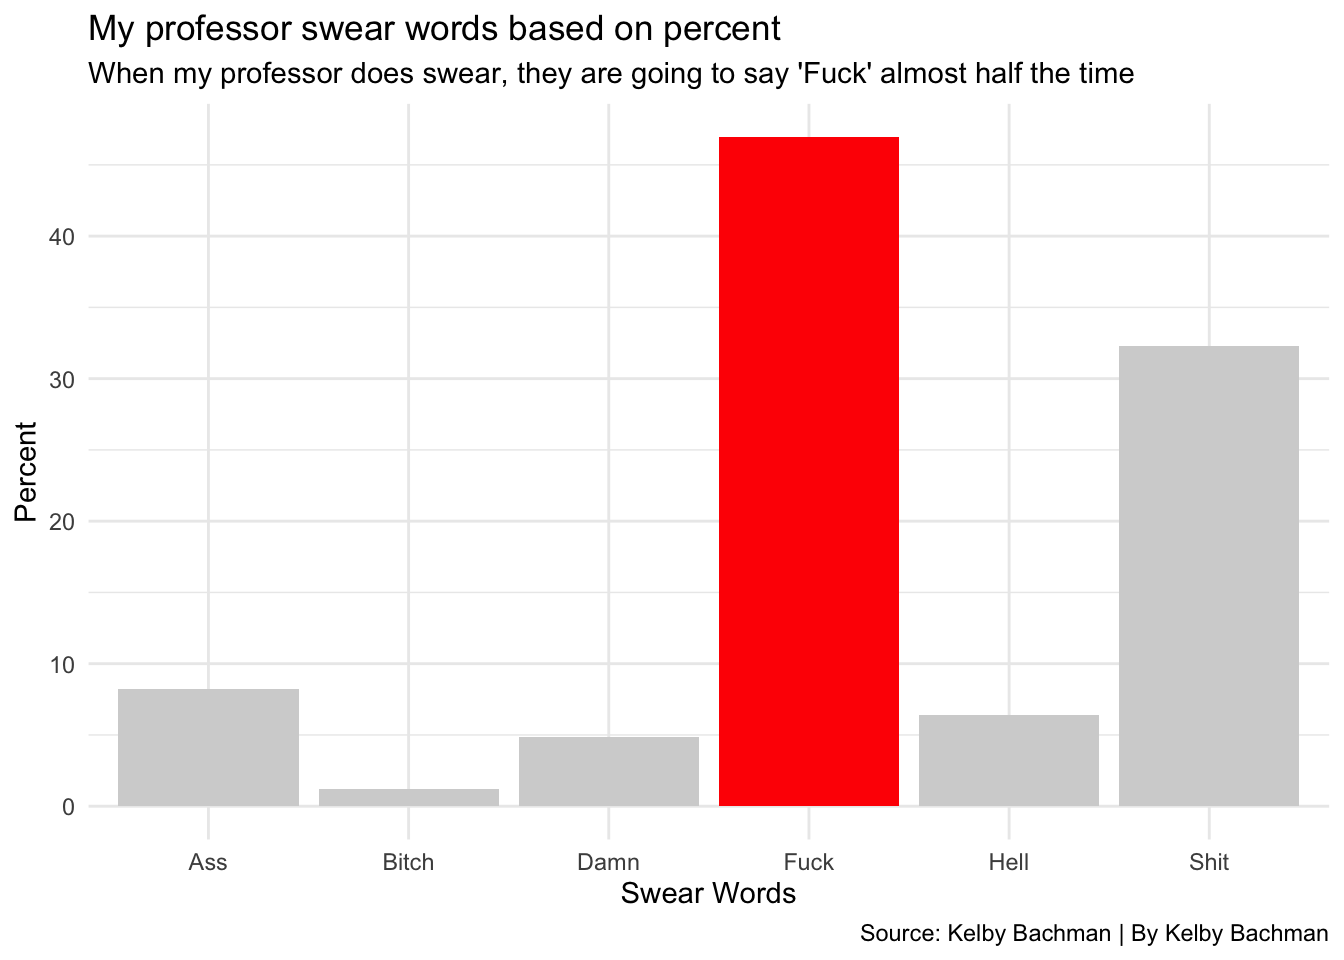 My professor swear words based on percent
When my professor does swear, they are going to say 'Fuck' almost half the time
Percent
40
30
20
10
0
Ass Bitch Damn Fuck Hell Shit
Swear Words
Source: Kelby Bachman | By Kelby Bachman